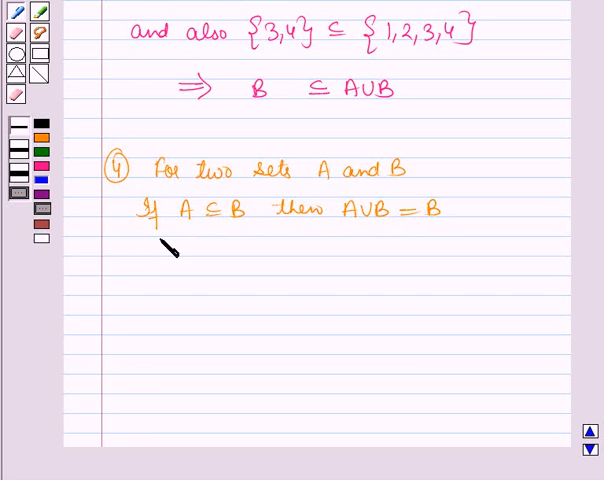 and also {3,4} ⊆ {1,2,3,4}
⇒ B ⊆ A∪B
④ For two sets A and B
If A ⊆ B then A∪B = B